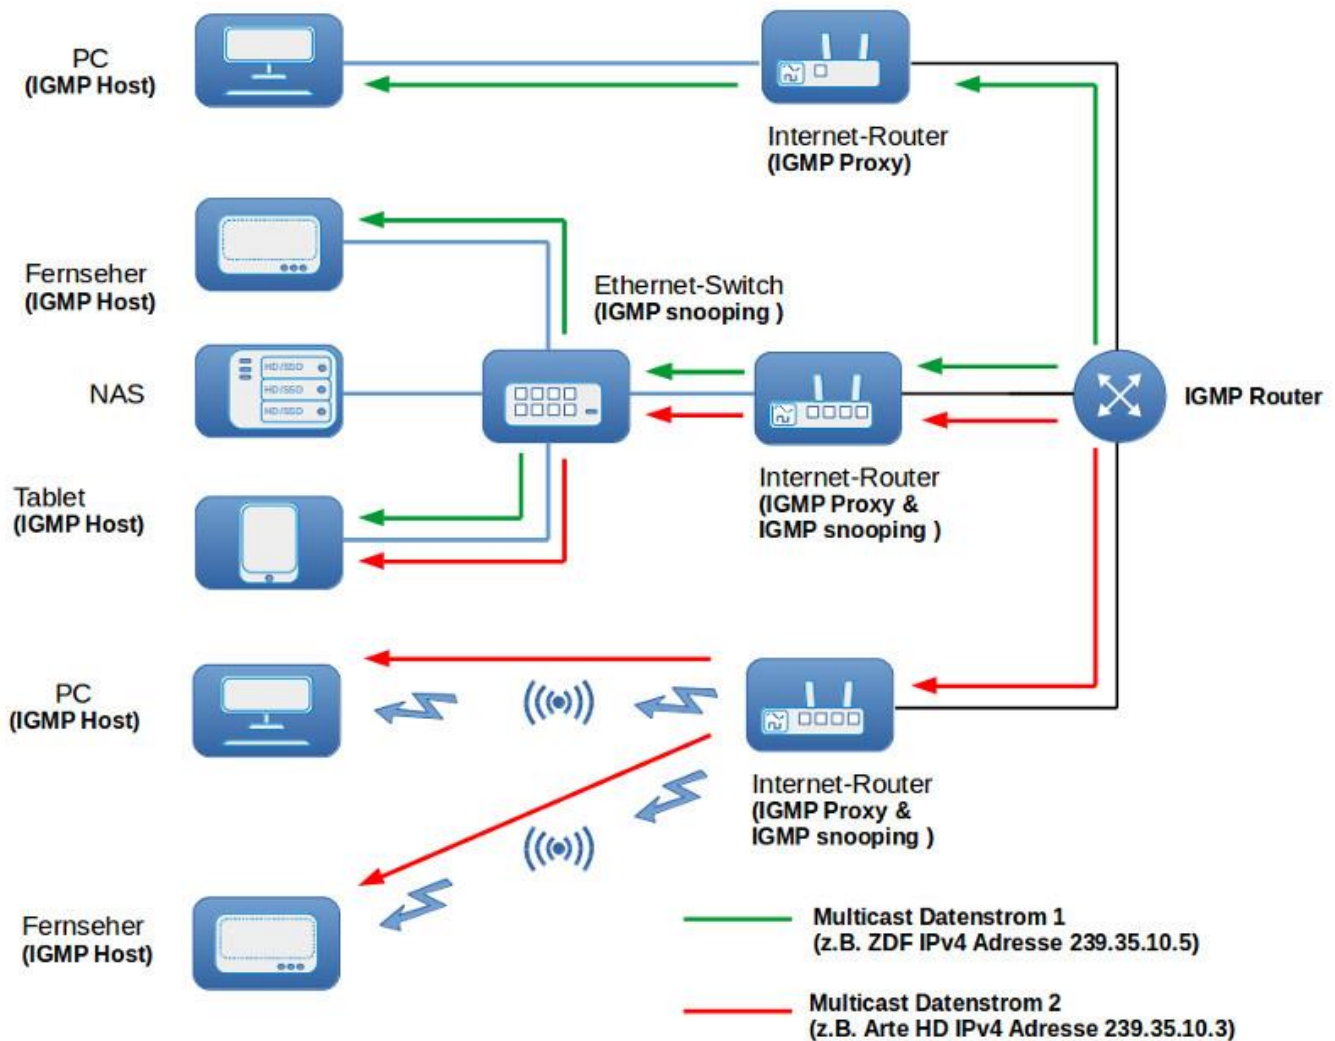 PC
(IGMP Host)
Internet-Router
(IGMP Proxy)
Fernseher
(IGMP Host)
Ethernet-Switch
(IGMP snooping )
HD/SSD
HD/SSD
HD/SSD
NAS
IGMP Router
Tablet
(IGMP Host)
Internet-Router
(IGMP Proxy &
IGMP snooping )
PC
(IGMP Host)
Internet-Router
(IGMP Proxy &
IGMP snooping )
Fernseher
(IGMP Host)
Multicast Datenstrom 1
(z.B. ZDF IPv4 Adresse 239.35.10.5)
Multicast Datenstrom 2
(z.B. Arte HD IPv4 Adresse 239.35.10.3)